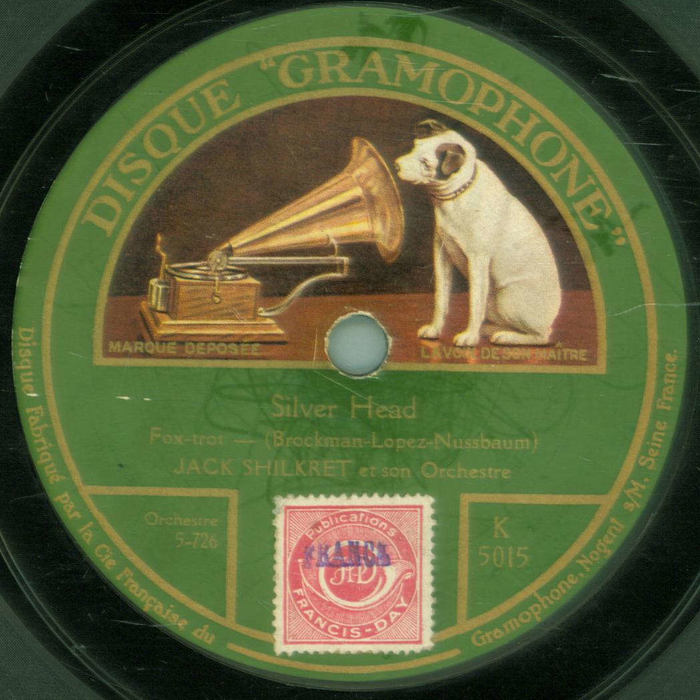 DISQUE "GRAMOPHONE"
MARQUE DEPOSÉE
LA VOIX DE SON MAÎTRE
Silver Head
Fox-trot — (Brockman-Lopez-Nussbaum)
JACK SHILKRET et son Orchestre
Orchestre
5-726
K
5015
Publications
FRANCE
FRANCIS-DAY
Disque Fabriqué par la Cie Française du Gramophone, Nogent s/M. Seine France.